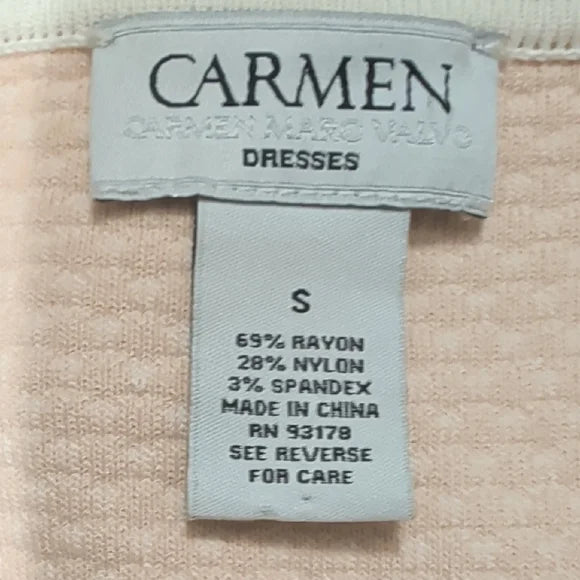 CARMEN
CARMEN MARC VALVO
DRESSES
S
69% RAYON
28% NYLON
3% SPANDEX
MADE IN CHINA
RN 93178
SEE REVERSE
FOR CARE